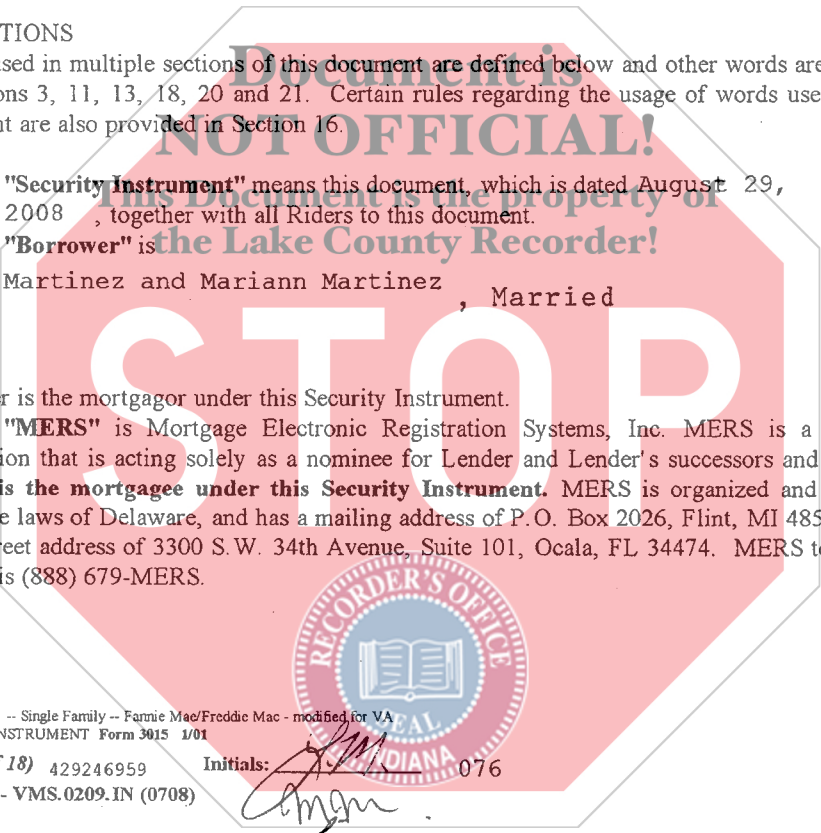 TIONS
sed in multiple sections of this document are defined below and other words are
ons 3, 11, 13, 18, 20 and 21. Certain rules regarding the usage of words use
nt are also provided in Section 16.
Document is
NOT OFFICIAL!
This Document is the property of
the Lake County Recorder!
"Security Instrument" means this document, which is dated August 29,
2008 , together with all Riders to this document.
"Borrower" is
Martinez and Mariann Martinez , Married
STOP
r is the mortgagor under this Security Instrument.
"MERS" is Mortgage Electronic Registration Systems, Inc. MERS is a
ion that is acting solely as a nominee for Lender and Lender's successors and
is the mortgagee under this Security Instrument. MERS is organized and
e laws of Delaware, and has a mailing address of P.O. Box 2026, Flint, MI 485
reet address of 3300 S.W. 34th Avenue, Suite 101, Ocala, FL 34474. MERS t
is (888) 679-MERS.
RECORDER'S OFFICE
SEAL
INDIANA
-- Single Family -- Fannie Mae/Freddie Mac - modified for VA
NSTRUMENT Form 3015 1/01
18) 429246959 Initials: 076
- VMS.0209.IN (0708)